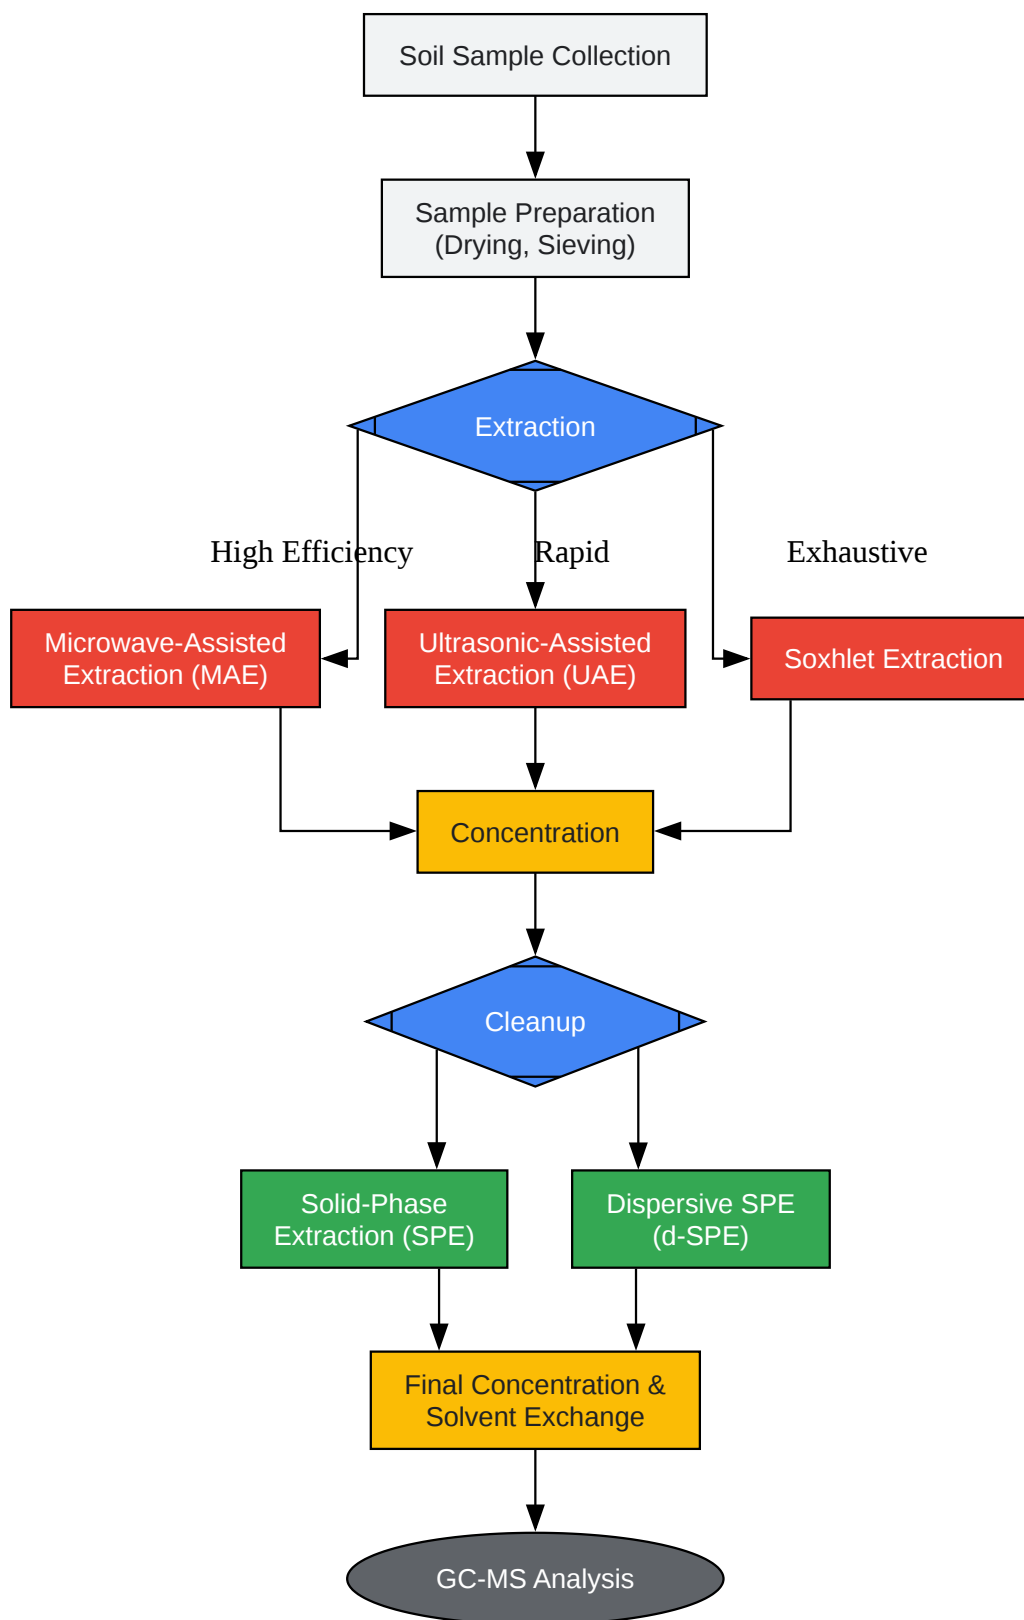 Soil Sample Collection
Sample Preparation
(Drying, Sieving)
Extraction
High Efficiency
Rapid
Exhaustive
Microwave-Assisted
Extraction (MAE)
Ultrasonic-Assisted
Extraction (UAE)
Soxhlet Extraction
Concentration
Cleanup
Solid-Phase
Extraction (SPE)
Dispersive SPE
(d-SPE)
Final Concentration &
Solvent Exchange
GC-MS Analysis